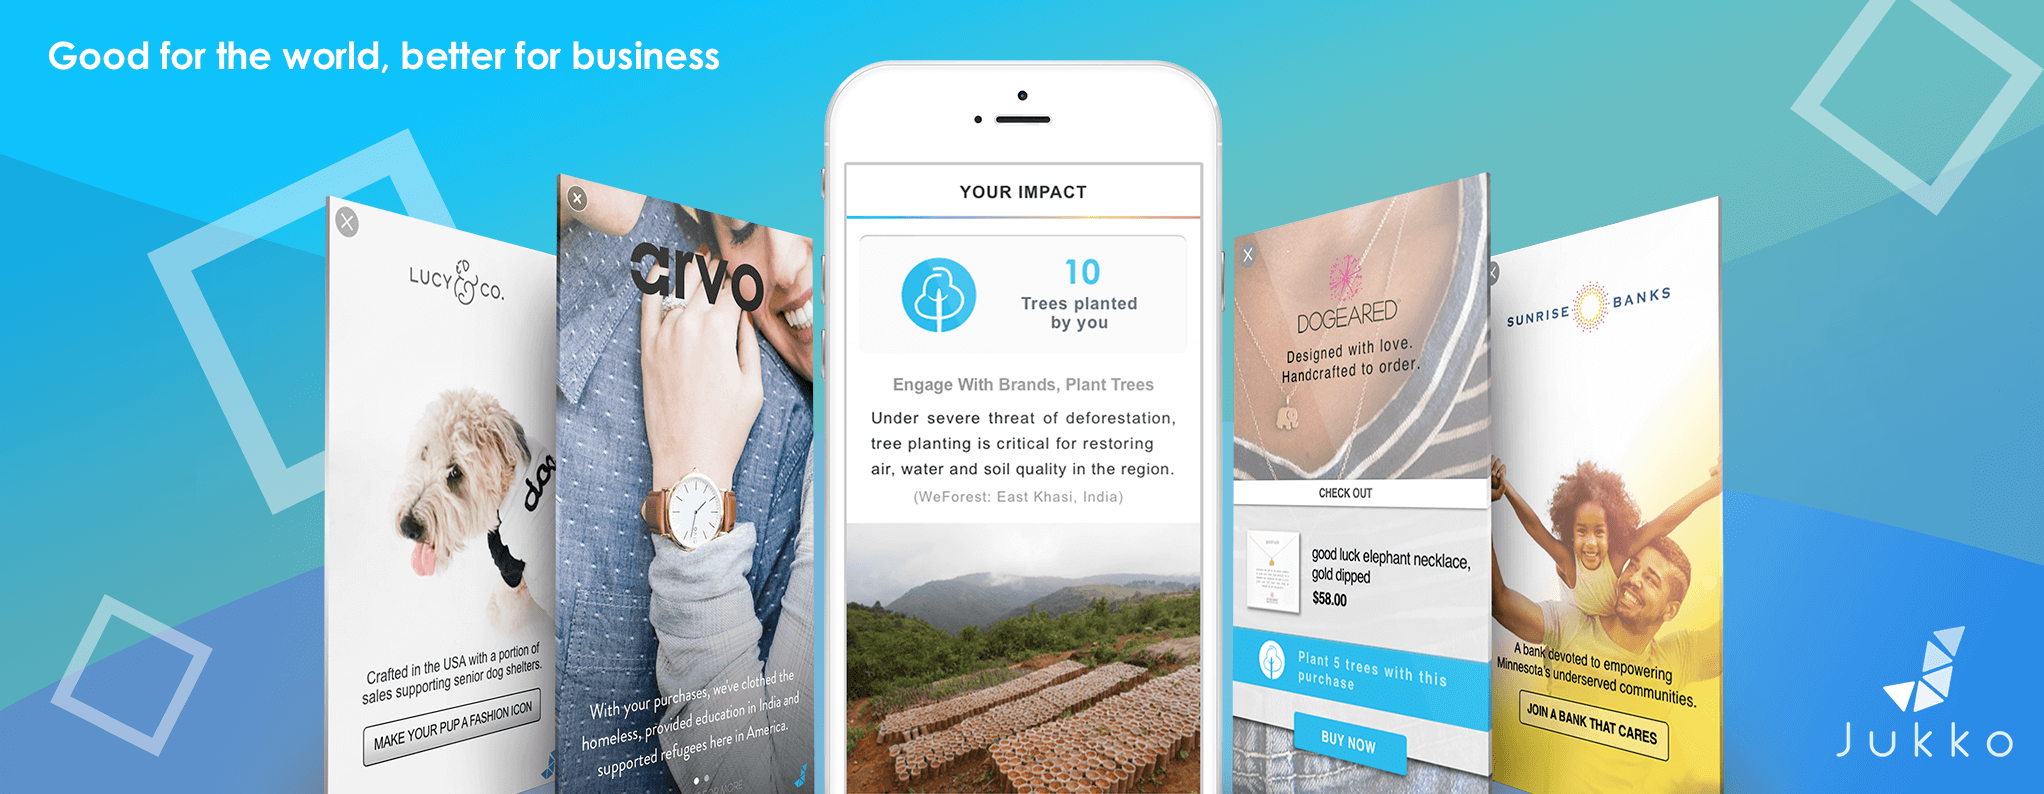 Good for the world, better for business
LUCY & CO.
Crafted in the USA with a portion of
sales supporting senior dog shelters.
MAKE YOUR PUP A FASHION ICON
arvo
With your purchases, we've clothed the
homeless, provided education in India and
supported refugees here in America.
YOUR IMPACT
10
Trees planted
by you
Engage With Brands, Plant Trees
Under severe threat of deforestation,
tree planting is critical for restoring
air, water and soil quality in the region.
(WeForest: East Khasi, India)
DOGEARED
Designed with love.
Handcrafted to order.
CHECK OUT
good luck elephant necklace,
gold dipped
$58.00
Plant 5 trees with this
purchase
BUY NOW
SUNRISE BANKS
A bank devoted to empowering
Minnesota's underserved communities.
JOIN A BANK THAT CARES
Jukko